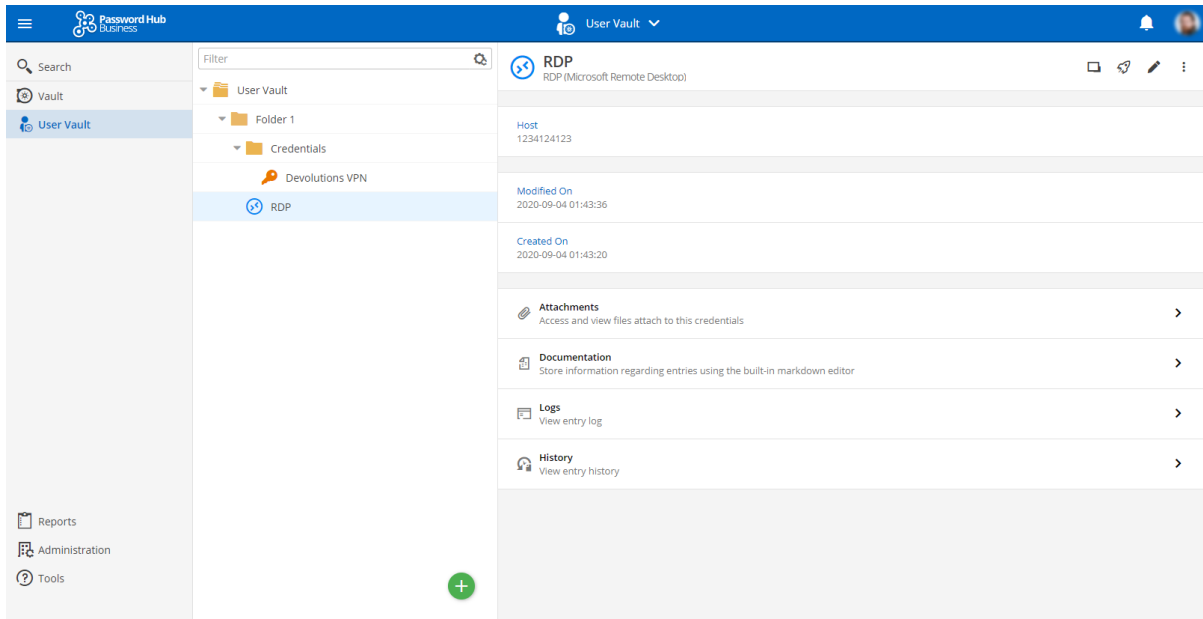 Password Hub
Business
User Vault
Search
Vault
User Vault
Reports
Administration
Tools
Filter
User Vault
Folder 1
Credentials
Devolutions VPN
RDP
RDP
RDP (Microsoft Remote Desktop)
Host
1234124123
Modified On
2020-09-04 01:43:36
Created On
2020-09-04 01:43:20
Attachments
Access and view files attach to this credentials
Documentation
Store information regarding entries using the built-in markdown editor
Logs
View entry log
History
View entry history